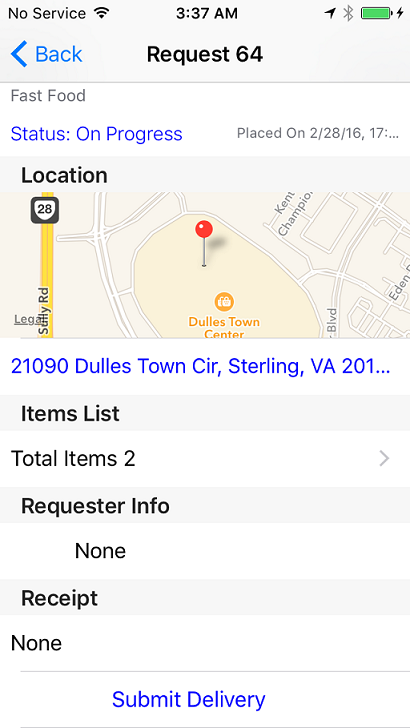 No Service 3:37 AM
Back Request 64
Fast Food
Status: On Progress Placed On 2/28/16, 17:...
Location
28
Kent
Champio
Sully Rd
Eden
Blvd
Legal
Dulles Town
Center
21090 Dulles Town Cir, Sterling, VA 201...
Items List
Total Items 2
Requester Info
None
Receipt
None
Submit Delivery